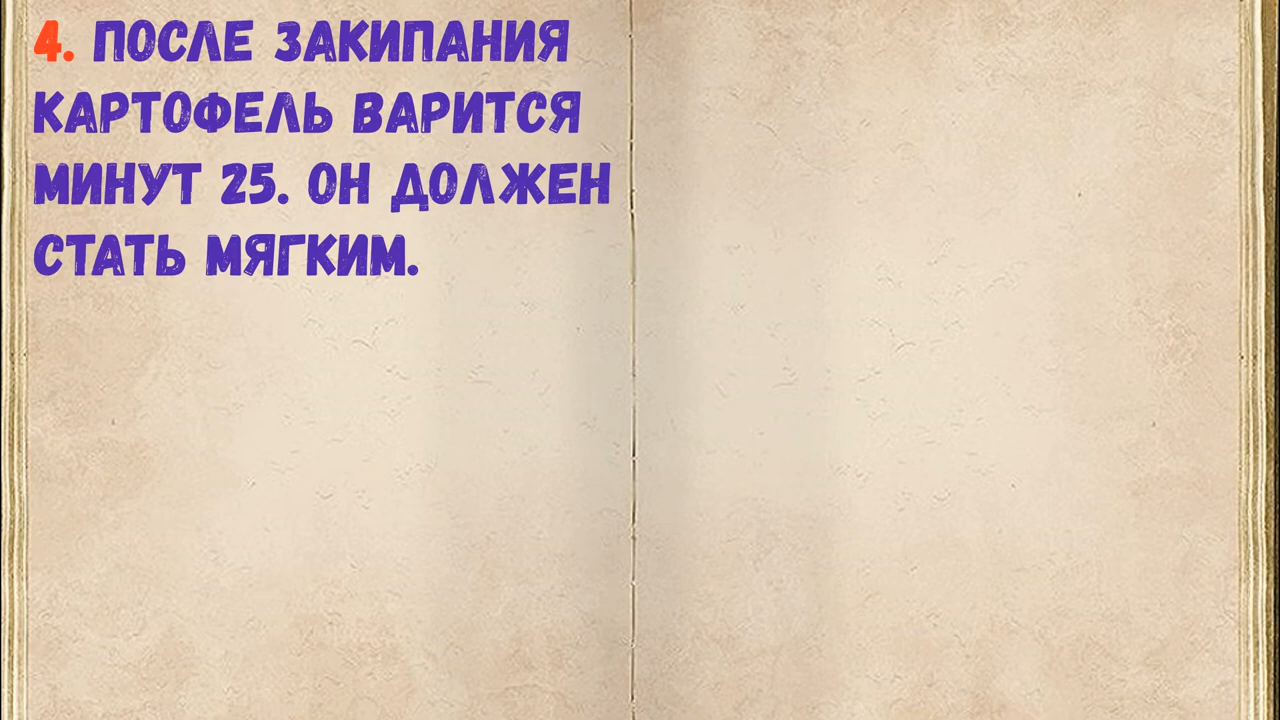 4. ПОСЛЕ ЗАКИПАНИЯ
КАРТОФЕЛЬ ВАРИТСЯ
МИНУТ 25. ОН ДОЛЖЕН
СТАТЬ МЯГКИМ.